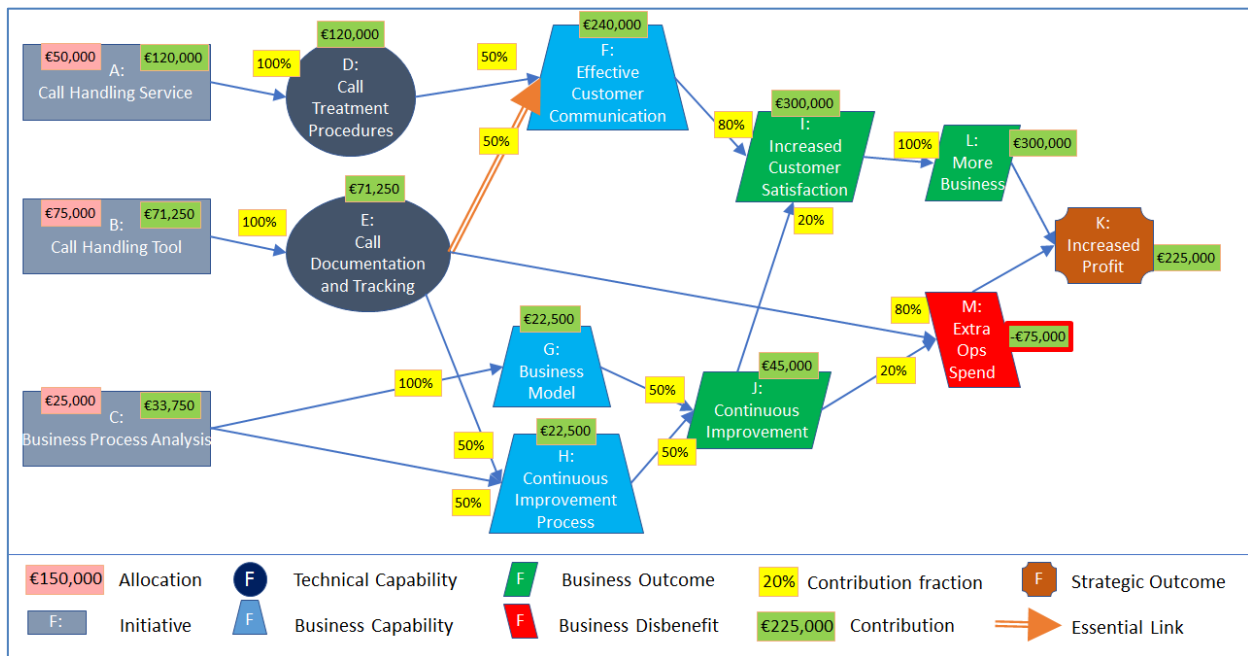 €50,000
€120,000
A:
Call Handling Service
100%
€120,000
D:
Call
Treatment
Procedures
50%
€240,000
F:
Effective
Customer
Communication
50%
80%
€300,000
I:
Increased
Customer
Satisfaction
100%
L:
More
Business
€300,000
€75,000
€71,250
B:
Call Handling Tool
100%
€71,250
E:
Call
Documentation
and Tracking
20%
K:
Increased
Profit
€225,000
80%
M:
Extra
Ops
Spend
-€75,000
€25,000
€33,750
C:
Business Process Analysis
100%
€22,500
G:
Business
Model
50%
€45,000
J:
Continuous
Improvement
20%
50%
50%
€22,500
H:
Continuous
Improvement
Process
50%
€150,000 Allocation
F Technical Capability
F Business Outcome
20% Contribution fraction
F Strategic Outcome
F: Initiative
F Business Capability
F Business Disbenefit
€225,000 Contribution
Essential Link